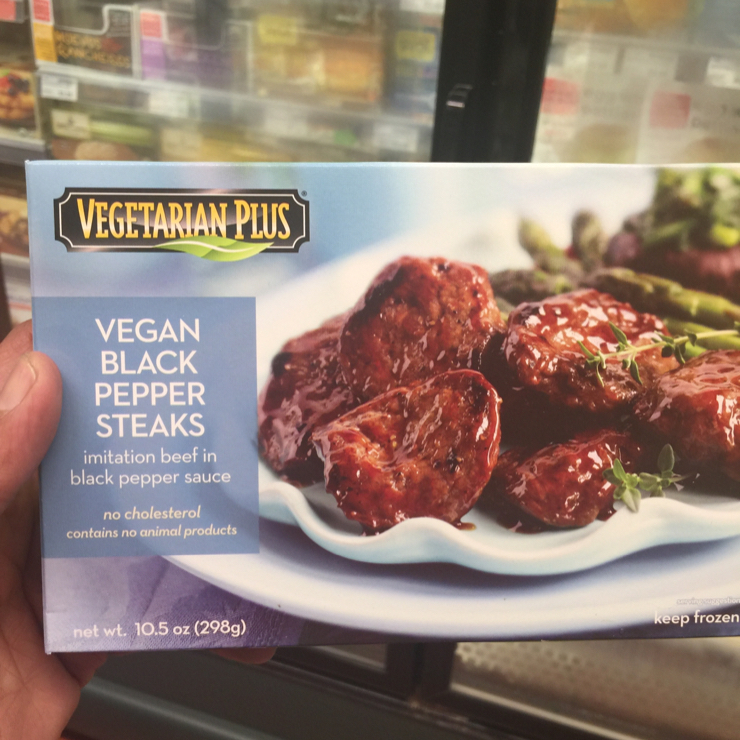 VEGETARIAN PLUS
VEGAN
BLACK
PEPPER
STEAKS
imitation beef in
black pepper sauce
no cholesterol
contains no animal products
net wt. 10.5 oz (298g)
keep frozen